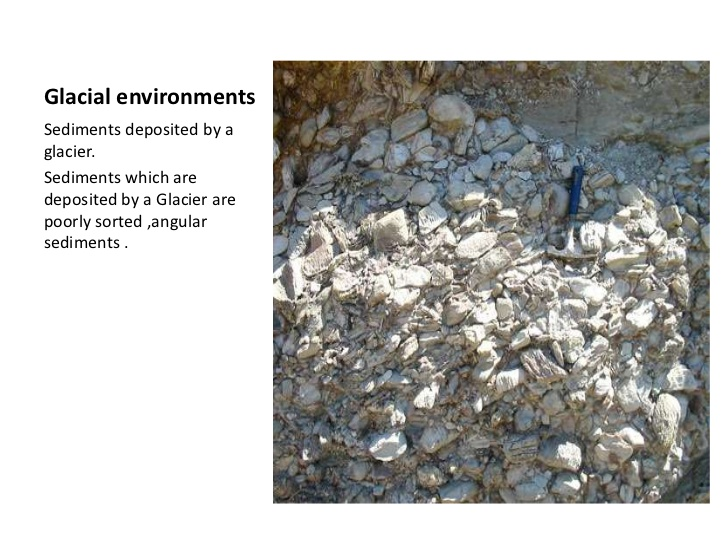 Glacial environments
Sediments deposited by a
glacier.
Sediments which are
deposited by a Glacier are
poorly sorted ,angular
sediments .